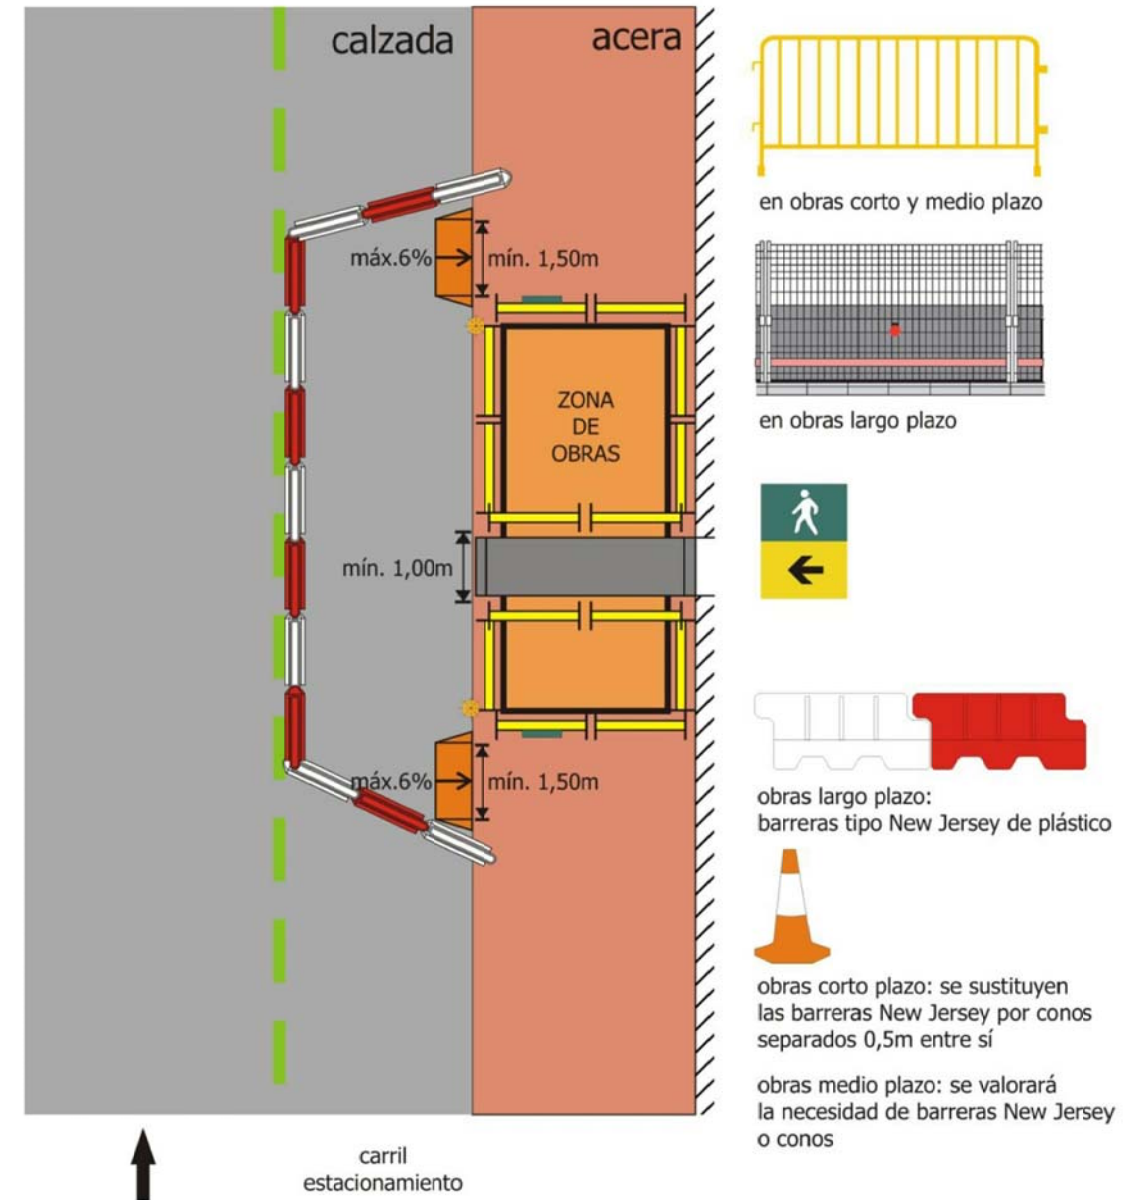 calzada
acera
en obras corto y medio plazo
máx.6%
mín. 1,50m
ZONA
DE
OBRAS
en obras largo plazo
mín. 1,00m
máx.6%
mín. 1,50m
obras largo plazo:
barreras tipo New Jersey de plástico
obras corto plazo: se sustituyen
las barreras New Jersey por conos
separados 0,5m entre sí
obras medio plazo: se valorará
la necesidad de barreras New Jersey
o conos
carril
estacionamiento